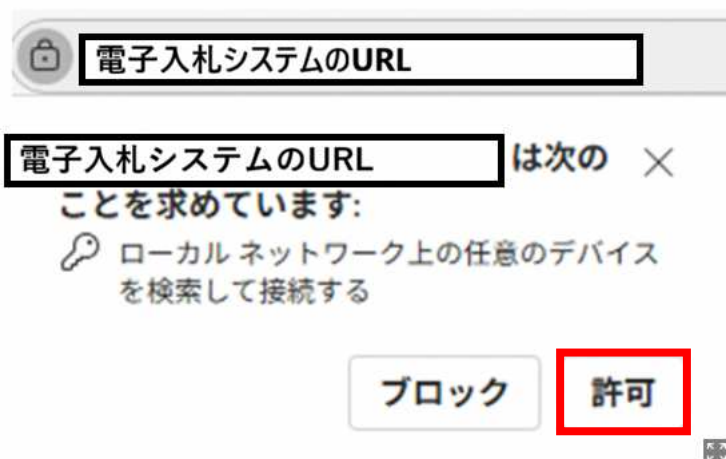 電子入札システムのURL
電子入札システムのURL は次の
ことを求めています:
ローカル ネットワーク上の任意のデバイス
を検索して接続する
ブロック 許可